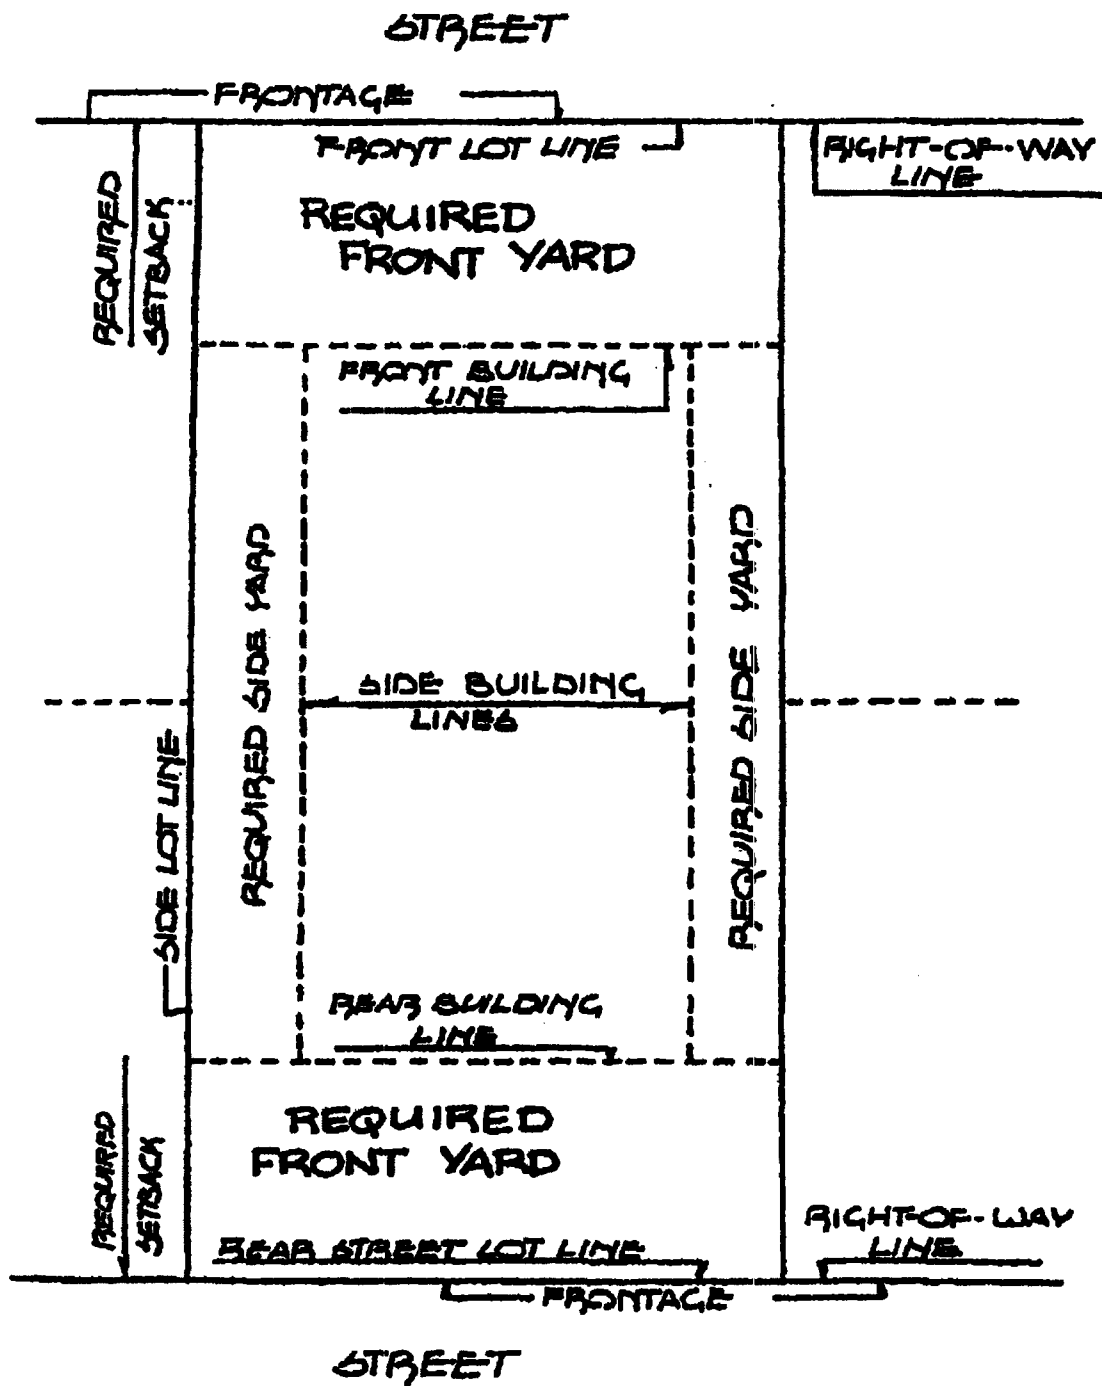 STREET
FRONTAGE
FRONT LOT LINE
RIGHT-OF-WAY
LINE
REQUIRED
SETBACK
REQUIRED
FRONT YARD
FRONT BUILDING
LINE
REQUIRED SIDE YARD
REQUIRED SIDE YARD
SIDE BUILDING
LINES
SIDE LOT LINE
REAR BUILDING
LINE
REQUIRED
FRONT YARD
REQUIRED
SETBACK
REAR STREET LOT LINE
RIGHT-OF-WAY
LINE
FRONTAGE
STREET